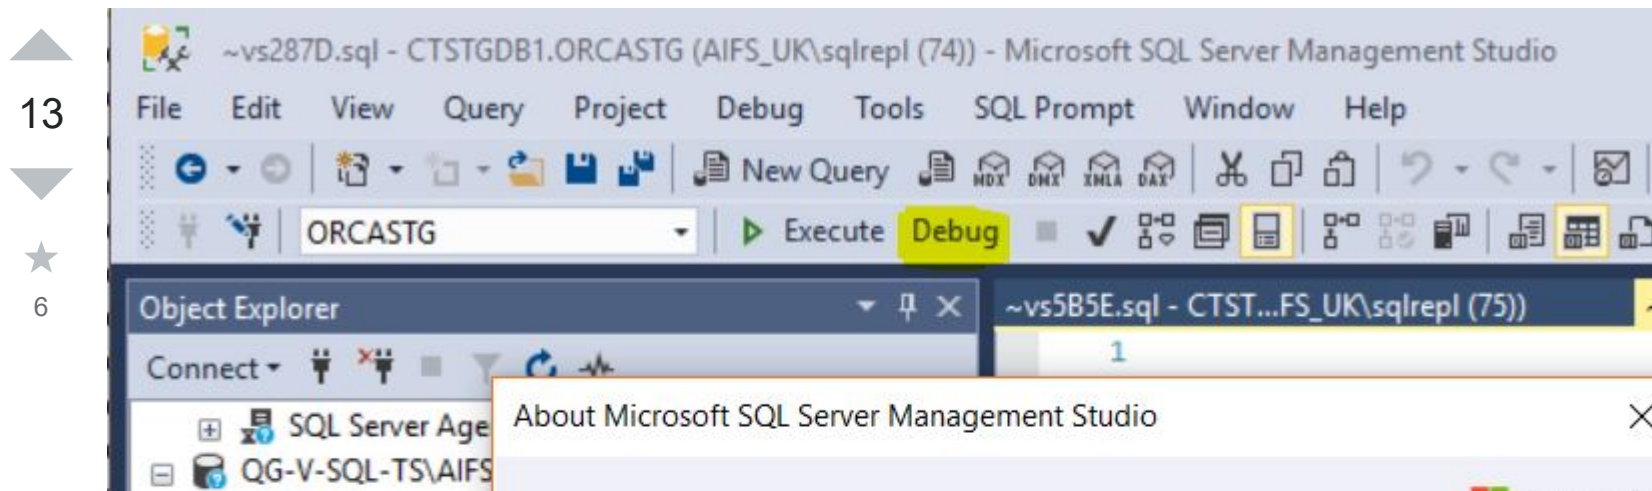 ~vs287D.sql - CTSTGDB1.ORCASTG (AIFS_UK\sqlrepl (74)) - Microsoft SQL Server Management Studio
13
File Edit View Query Project Debug Tools SQL Prompt Window Help
New Query MDX DMX XMLA DAX
ORCASTG Execute Debug
6
Object Explorer
~vs5B5E.sql - CTST...FS_UK\sqlrepl (75))
Connect
1
SQL Server Age
About Microsoft SQL Server Management Studio
QG-V-SQL-TS\AIFS